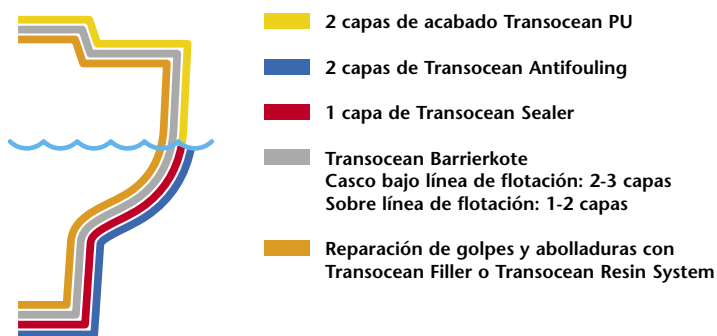 2 capas de acabado Transocean PU
2 capas de Transocean Antifouling
1 capa de Transocean Sealer
Transocean Barrierkote
Casco bajo línea de flotación: 2-3 capas
Sobre línea de flotación: 1-2 capas
Reparación de golpes y abolladuras con
Transocean Filler o Transocean Resin System